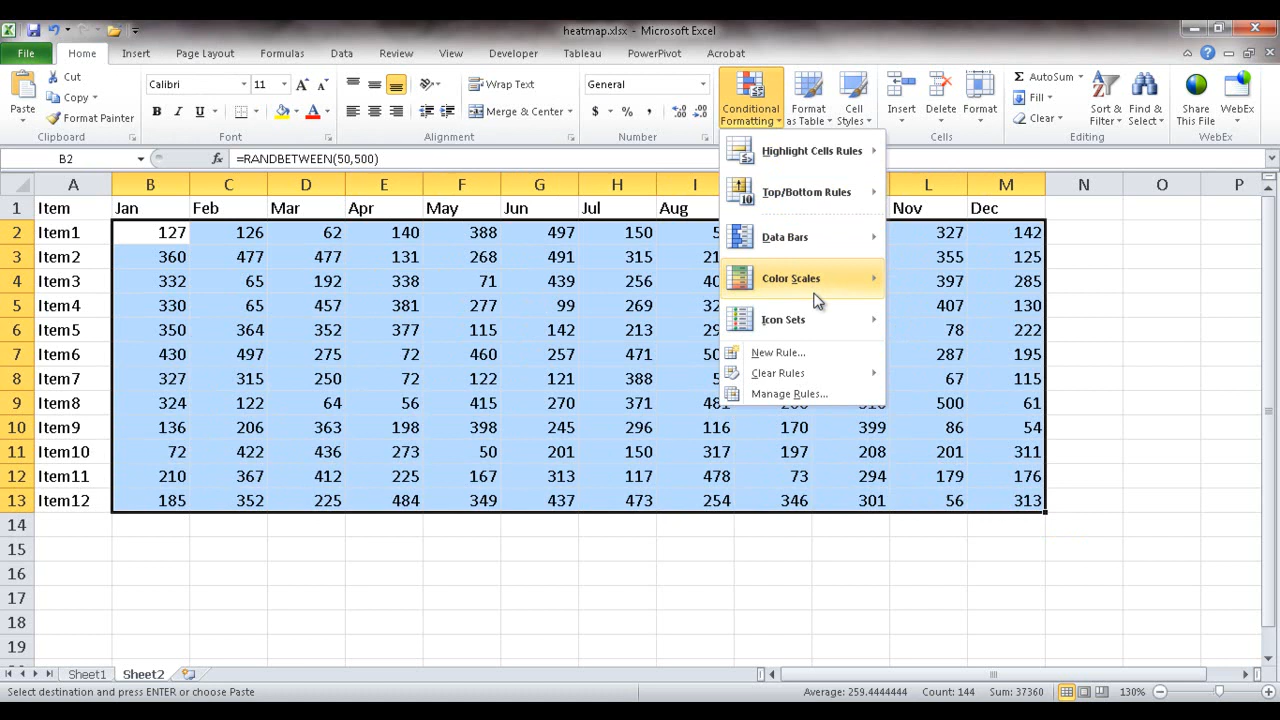 heatmap.xlsx - Microsoft Excel
File Home Insert Page Layout Formulas Data Review View Developer Tableau PowerPivot Acrobat
Paste
Cut
Copy
Format Painter
Clipboard
Calibri 11
B I U A
Font
Wrap Text
Merge & Center
Alignment
General
$ % ,
Number
Conditional Formatting
Format as Table
Cell Styles
Insert Delete Format
Cells
Σ AutoSum
Fill
Clear
Sort & Filter
Find & Select
Editing
Share This File
WebEx
WebEx
B2 fx =RANDBETWEEN(50,500)
Highlight Cells Rules
Top/Bottom Rules
Data Bars
Color Scales
Icon Sets
New Rule...
Clear Rules
Manage Rules...
A B C D E F G H I L M N O P
1 Item Jan Feb Mar Apr May Jun Jul Aug Nov Dec
2 Item1 127 126 62 140 388 497 150 327 142
3 Item2 360 477 477 131 268 491 315 355 125
4 Item3 332 65 192 338 71 439 256 397 285
5 Item4 330 65 457 381 277 99 269 407 130
6 Item5 350 364 352 377 115 142 213 78 222
7 Item6 430 497 275 72 460 257 471 287 195
8 Item7 327 315 250 72 122 121 388 67 115
9 Item8 324 122 64 56 415 270 371 500 61
10 Item9 136 206 363 198 398 245 296 116 170 399 86 54
11 Item10 72 422 436 273 50 201 150 317 197 208 201 311
12 Item11 210 367 412 225 167 313 117 478 73 294 179 176
13 Item12 185 352 225 484 349 437 473 254 346 301 56 313
14
15
16
17
18
19
Sheet1 Sheet2
Select destination and press ENTER or choose Paste Average: 259.4444444 Count: 144 Sum: 37360 130%